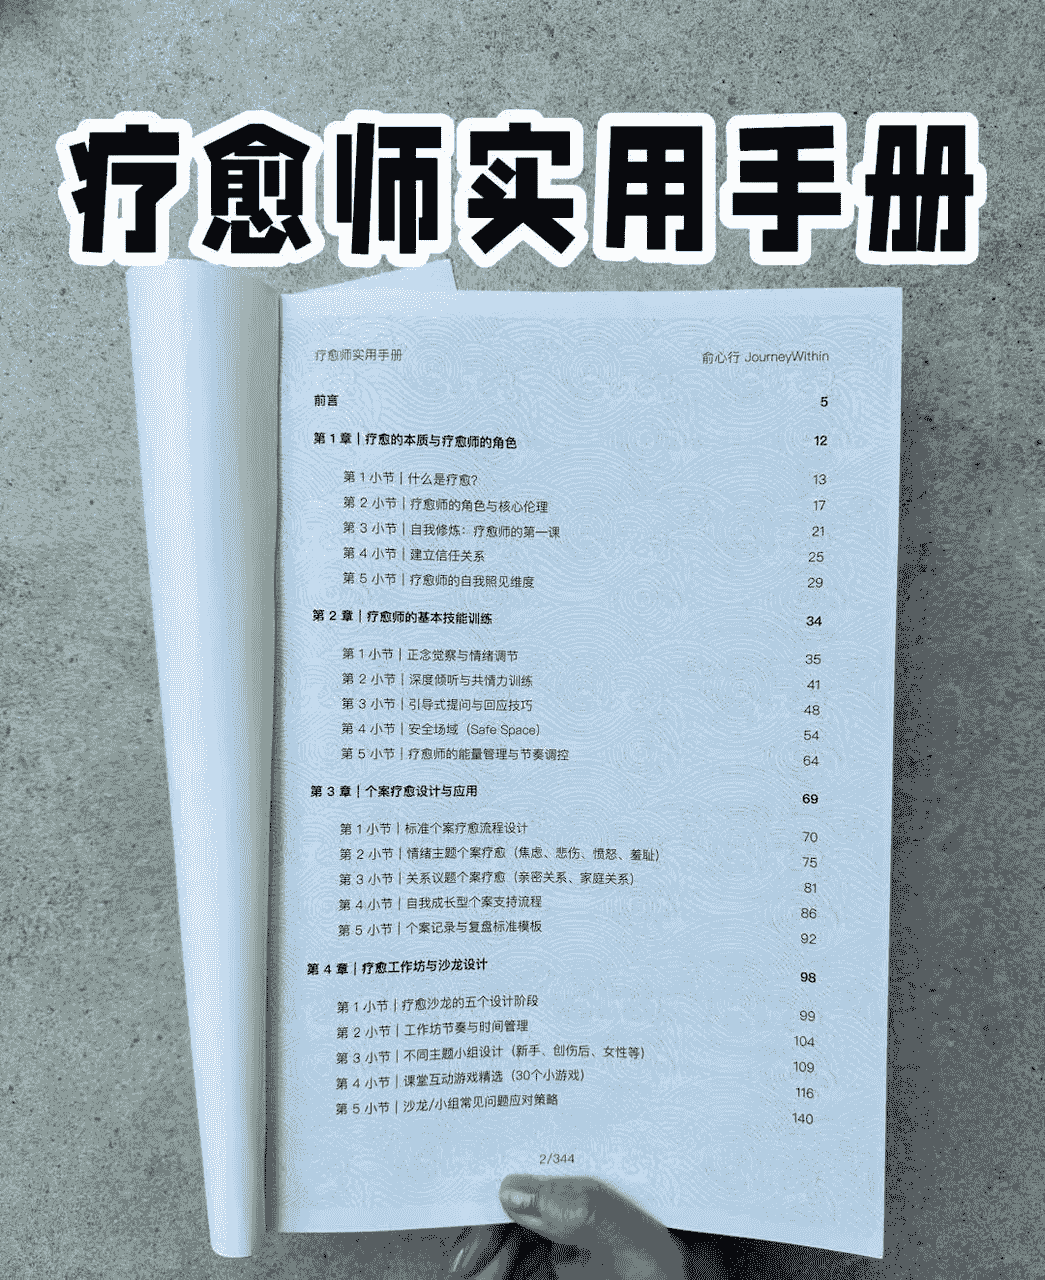 疗愈师实用手册
疗愈师实用手册 俞心行 JourneyWithin
前言 5
第 1 章｜疗愈的本质与疗愈师的角色 12
第 1 小节｜什么是疗愈？ 13
第 2 小节｜疗愈师的角色与核心伦理 17
第 3 小节｜自我修炼：疗愈师的第一课 21
第 4 小节｜建立信任关系 25
第 5 小节｜疗愈师的自我照见维度 29
第 2 章｜疗愈师的基本技能训练 34
第 1 小节｜正念觉察与情绪调节 35
第 2 小节｜深度倾听与共情力训练 41
第 3 小节｜引导式提问与回应技巧 48
第 4 小节｜安全场域（Safe Space） 54
第 5 小节｜疗愈师的能量管理与节奏调控 64
第 3 章｜个案疗愈设计与应用 69
第 1 小节｜标准个案疗愈流程设计 70
第 2 小节｜情绪主题个案疗愈（焦虑、悲伤、愤怒、羞耻） 75
第 3 小节｜关系议题个案疗愈（亲密关系、家庭关系） 81
第 4 小节｜自我成长型个案支持流程 86
第 5 小节｜个案记录与复盘标准模板 92
第 4 章｜疗愈工作坊与沙龙设计 98
第 1 小节｜疗愈沙龙的五个设计阶段 99
第 2 小节｜工作坊节奏与时间管理 104
第 3 小节｜不同主题小组设计（新手、创伤后、女性等） 109
第 4 小节｜课堂互动游戏精选（30个小游戏） 116
第 5 小节｜沙龙/小组常见问题应对策略 140
2/344